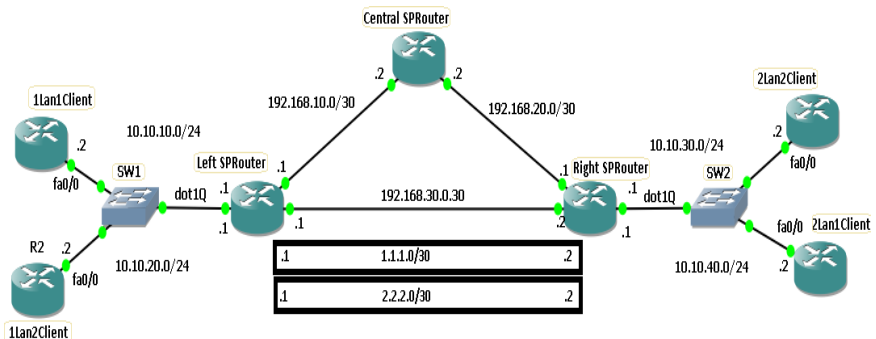 Central SPRouter
.2
.2
2Lan2Client
1Lan1Client
192.168.10.0/30
192.168.20.0/30
10.10.10.0/24
.2
fa0/0
SW1
dot1Q
Left SPRouter
.1
.1
.1
.1
192.168.30.0.30
.1
Right SPRouter
.2
.1
.1
dot1Q
SW2
10.10.30.0/24
.2
fa0/0
R2
.2
fa0/0
10.10.20.0/24
1Lan2Client
.1
1.1.1.0/30
.2
.1
2.2.2.0/30
.2
10.10.40.0/24
fa0/0
.2
2Lan1Client